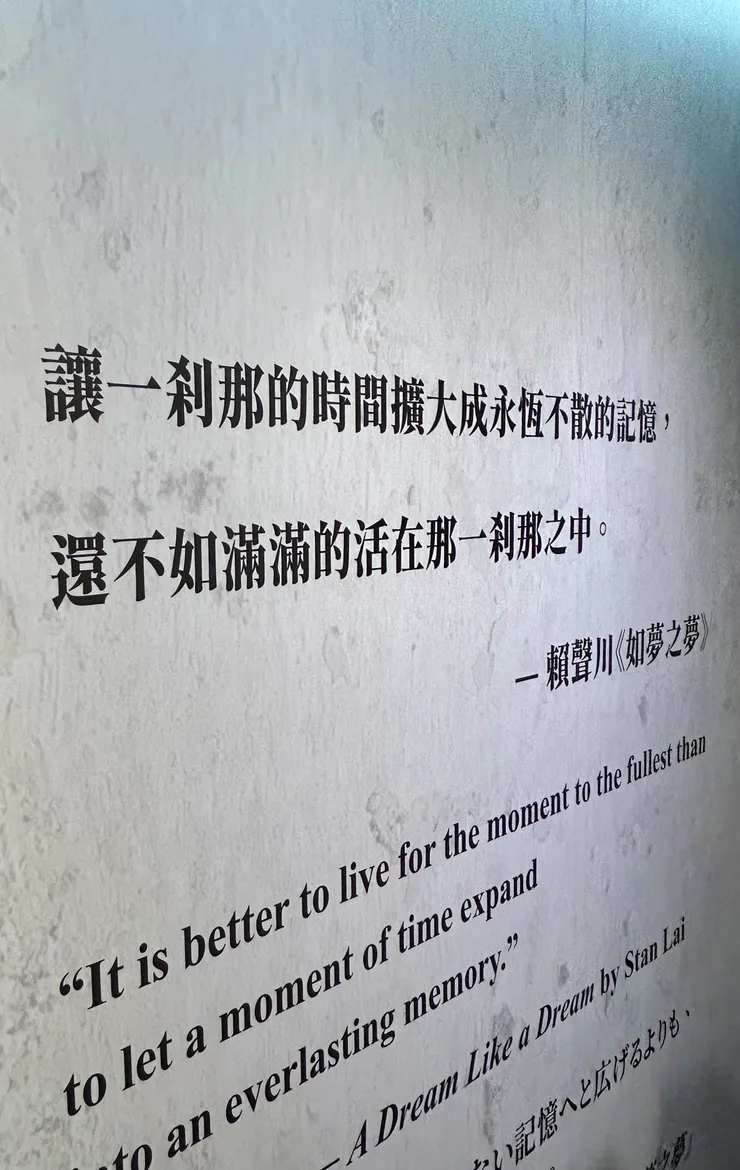 讓一剎那的時間擴大成永恆不散的記憶，
還不如滿滿的活在那一剎那之中。
— 賴聲川《如夢之夢》
“It is better to live for the moment to the fullest than
to let a moment of time expand
into an everlasting memory.”
— A Dream Like a Dream by Stan Lai
ない記憶へと広げるよりも、